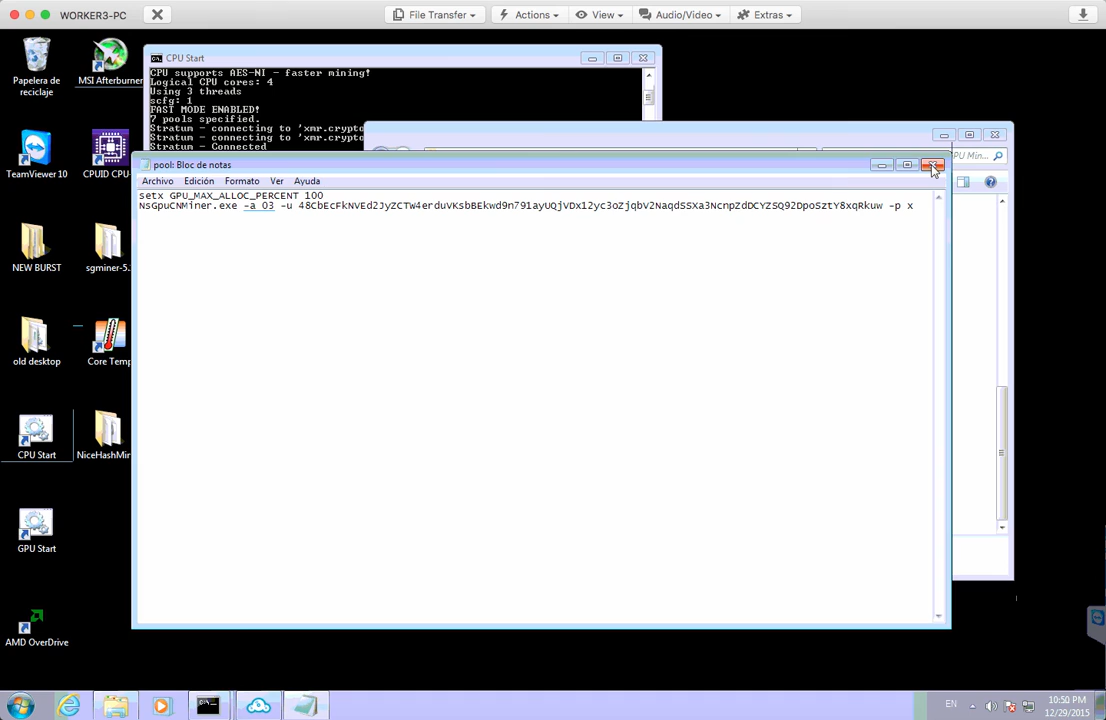 WORKER3-PC
File Transfer
Actions
View
Audio/Video
Extras
Papelera de
reciclaje
MSI Afterburner
TeamViewer 10
CPUID CPU-
NEW BURST
sgminer-5.
old desktop
Core Temp
CPU Start
NiceHashMin
GPU Start
AMD OverDrive
CPU Start
CPU supports AES-NI - faster mining!
Logical CPU cores: 4
Using 3 threads
scfg: 1
FAST MODE ENABLED!
7 pools specified.
Stratum - connecting to 'xmr.crypto
Stratum - connecting to 'xmr.crypto
Stratum - Connected
PU Min...
pool: Bloc de notas
Archivo Edición Formato Ver Ayuda
setx GPU_MAX_ALLOC_PERCENT 100
NsGpuCNMiner.exe -a 03 -u 48CbEcFkNVEd2JyZCTW4erduVKsbBEkwd9n791ayUQjVDx12yc3oZjqbV2NaqdSSXa3NcnpZdDCYZSQ92DpoSztY8xqRkuw -p x
EN
10:50 PM
12/29/2015